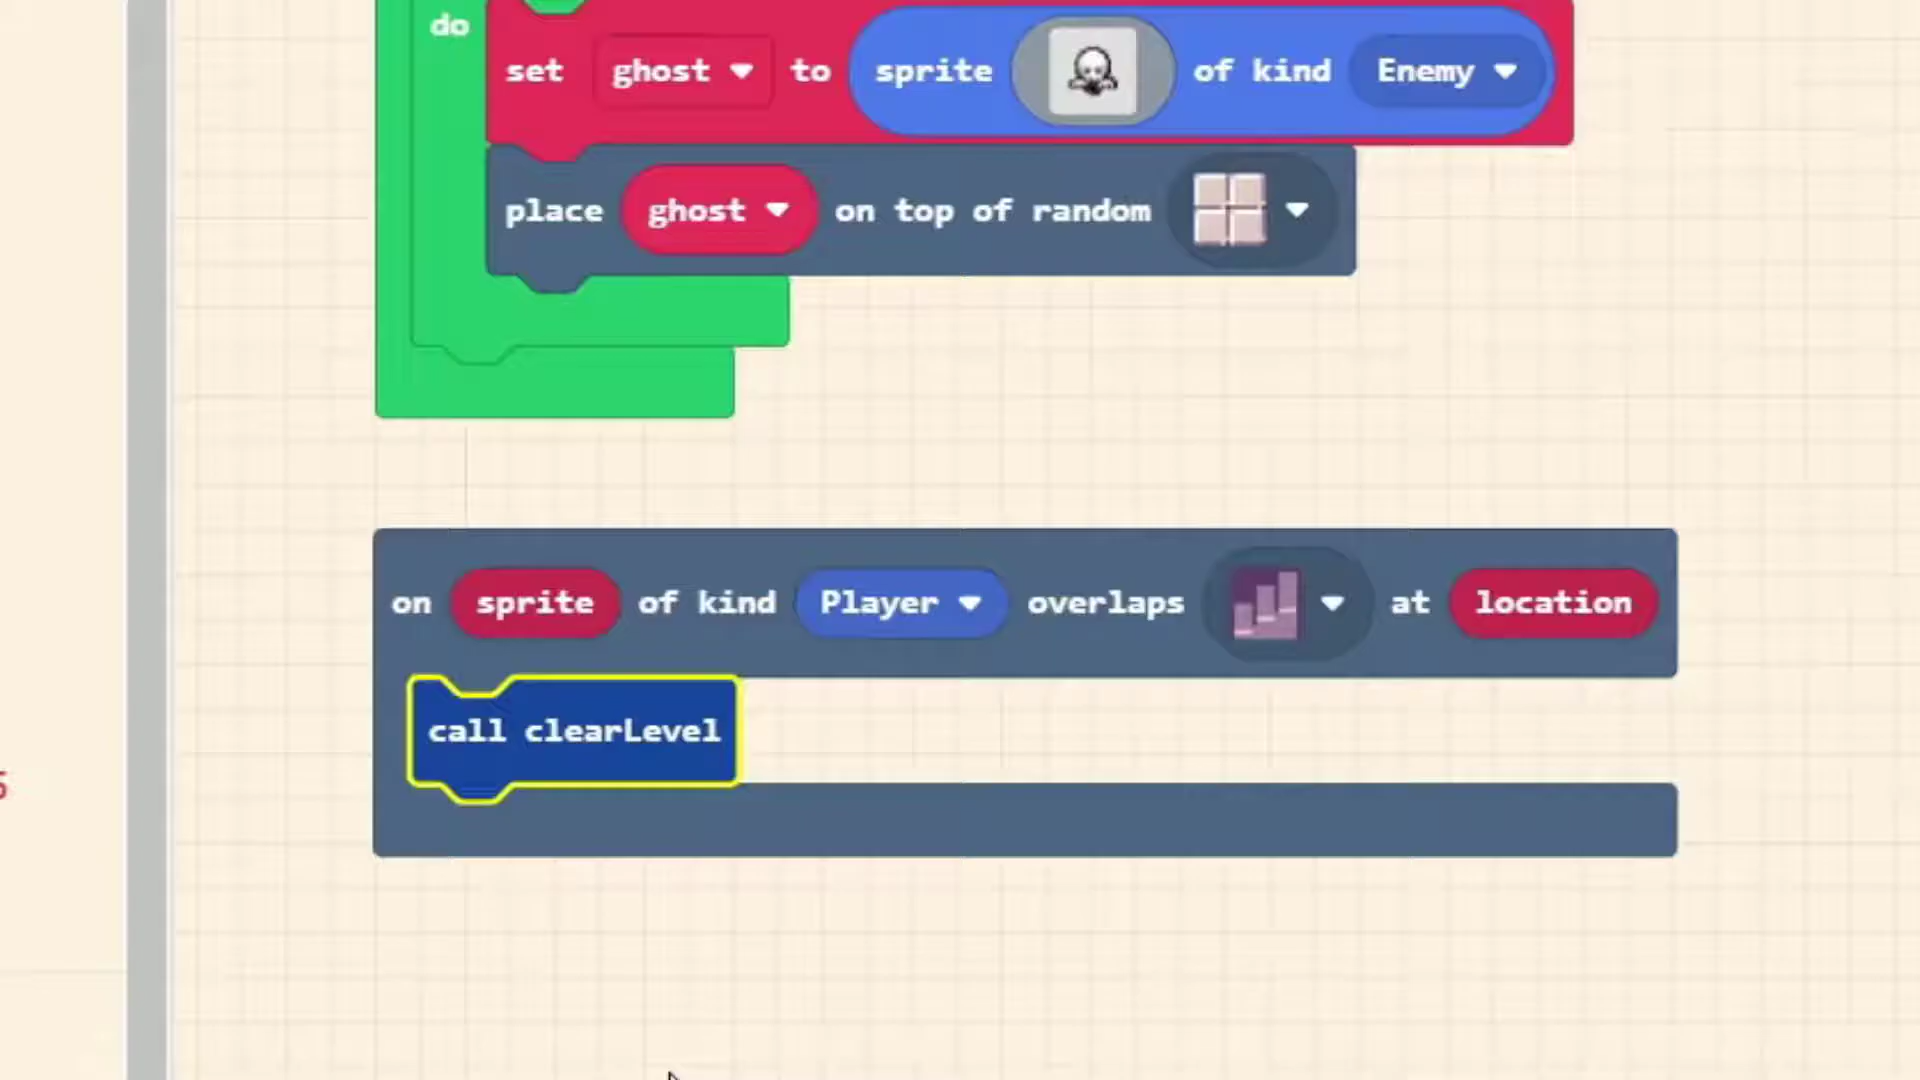 do
set ghost to sprite of kind Enemy
place ghost on top of random
on sprite of kind Player overlaps at location
call clearLevel